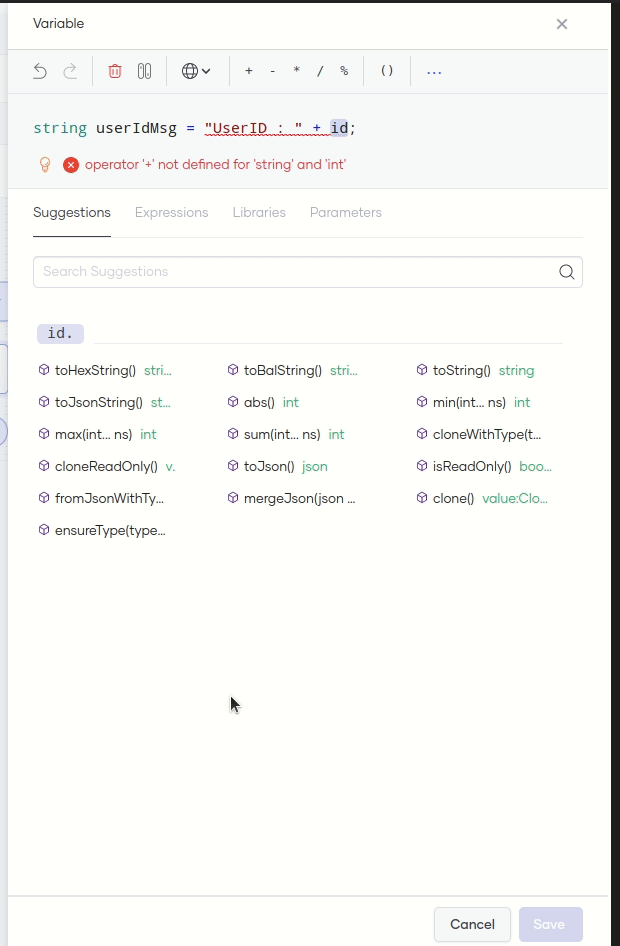 Variable
+ - * / % () ...
string userIdMsg = "UserID : " + id;
operator '+' not defined for 'string' and 'int'
Suggestions Expressions Libraries Parameters
Search Suggestions
id.
toHexString() stri... toBalString() stri... toString() string
toJsonString() st... abs() int min(int... ns) int
max(int... ns) int sum(int... ns) int cloneWithType(t...
cloneReadOnly() v. toJson() json isReadOnly() boo...
fromJsonWithTy... mergeJson(json ... clone() value:Clo...
ensureType(type...
Cancel Save